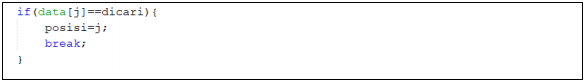 if(data[j]==dicari){
    posisi=j;
    break;
}